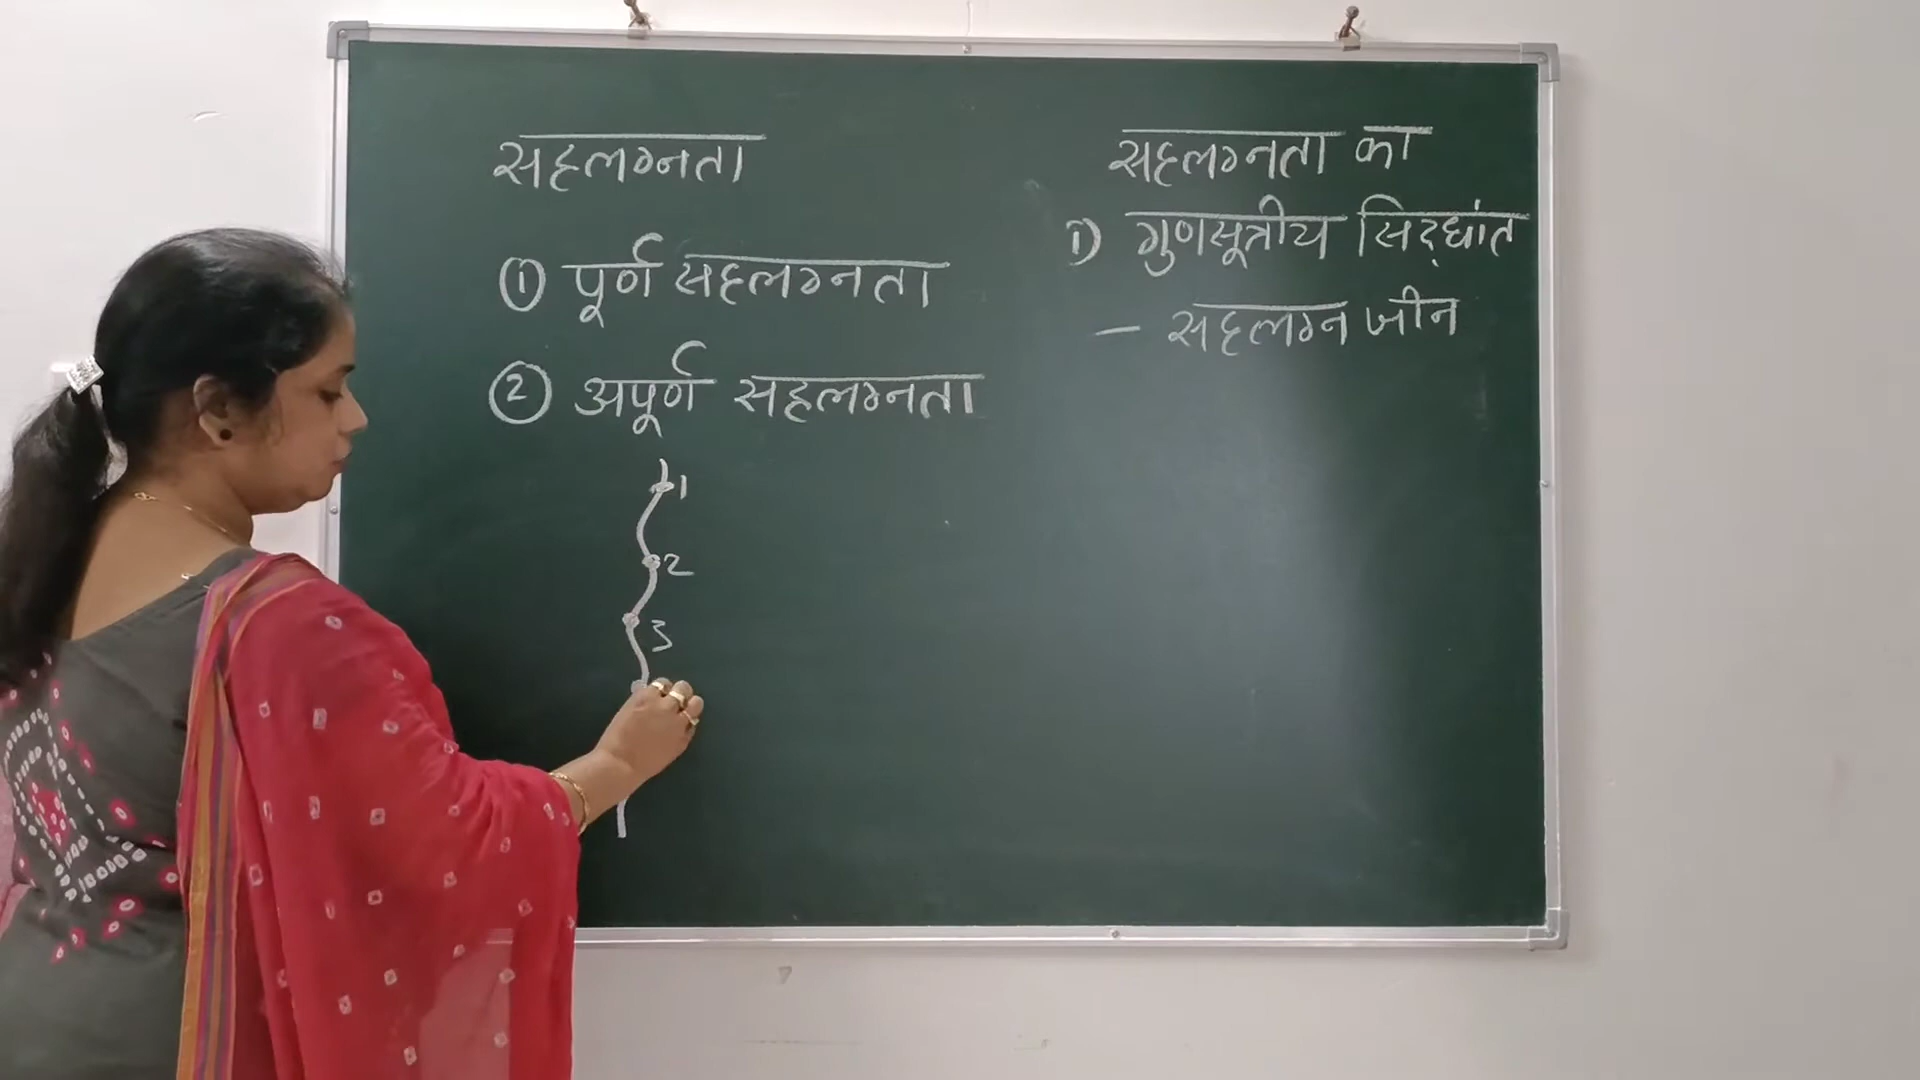 सहलग्नता
① पूर्ण सहलग्नता
② अपूर्ण सहलग्नता
1
2
3
सहलग्नता का
1) गुणसूत्रीय सिद्धांत
— सहलग्न जीन